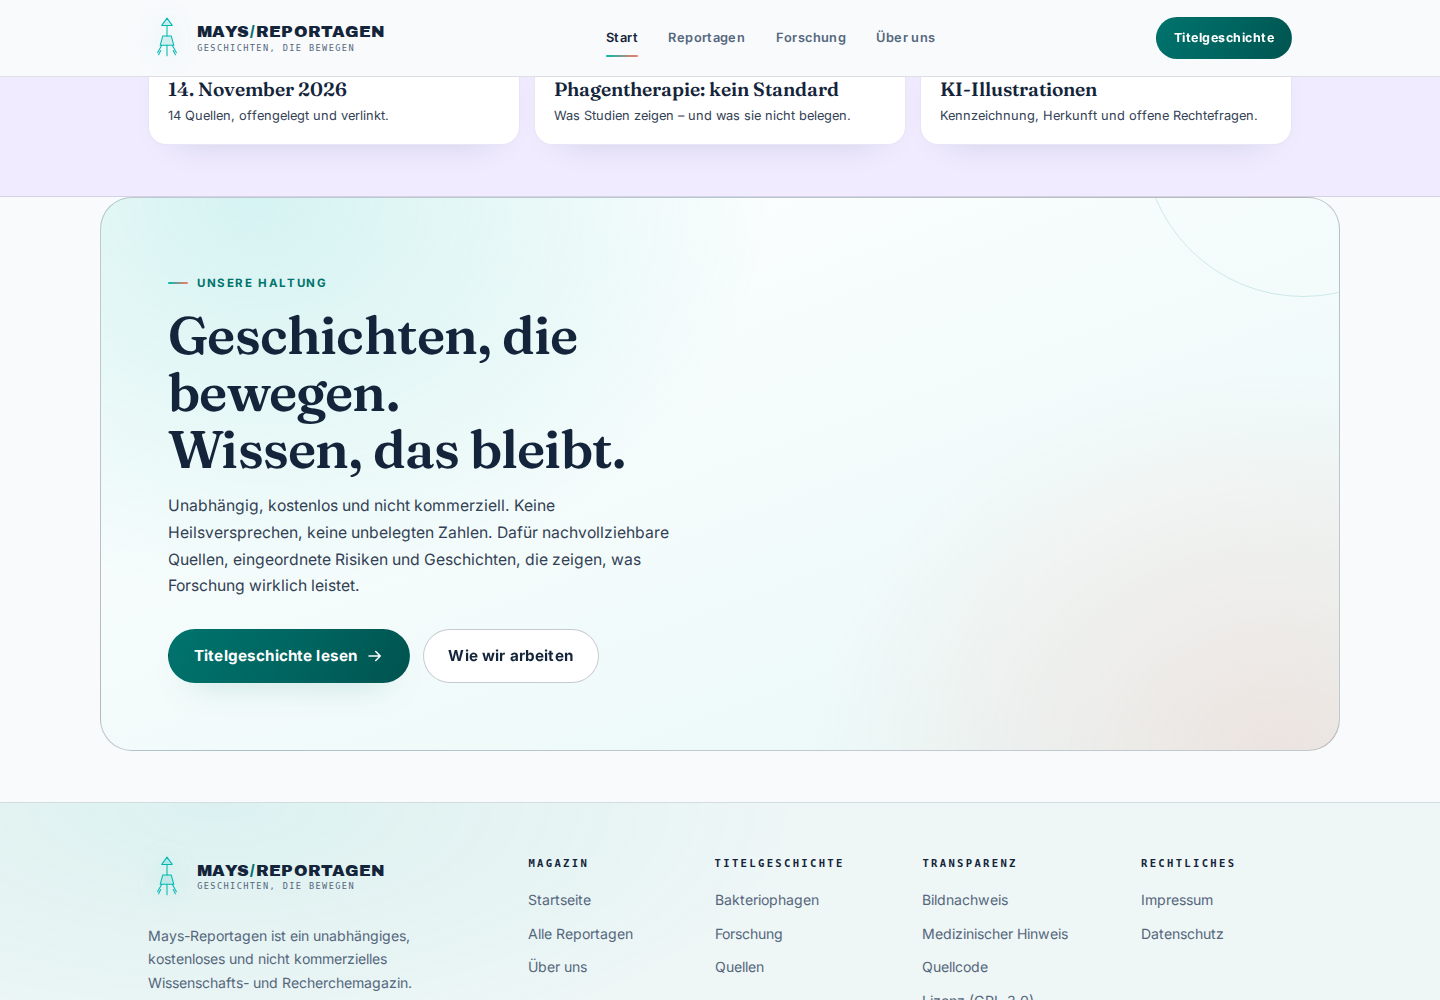 MAYS/REPORTAGEN
GESCHICHTEN, DIE BEWEGEN
Start
Reportagen
Forschung
Über uns
Titelgeschichte
14. November 2026
14 Quellen, offengelegt und verlinkt.
Phagentherapie: kein Standard
Was Studien zeigen – und was sie nicht belegen.
KI-Illustrationen
Kennzeichnung, Herkunft und offene Rechtefragen.
UNSERE HALTUNG
Geschichten, die
bewegen.
Wissen, das bleibt.
Unabhängig, kostenlos und nicht kommerziell. Keine
Heilsversprechen, keine unbelegten Zahlen. Dafür nachvollziehbare
Quellen, eingeordnete Risiken und Geschichten, die zeigen, was
Forschung wirklich leistet.
Titelgeschichte lesen →
Wie wir arbeiten
MAYS/REPORTAGEN
GESCHICHTEN, DIE BEWEGEN
Mays-Reportagen ist ein unabhängiges,
kostenloses und nicht kommerzielles
Wissenschafts- und Recherchemagazin.
MAGAZIN
Startseite
Alle Reportagen
Über uns
TITELGESCHICHTE
Bakteriophagen
Forschung
Quellen
TRANSPARENZ
Bildnachweis
Medizinischer Hinweis
Quellcode
Lizenz (GPL-3.0)
RECHTLICHES
Impressum
Datenschutz